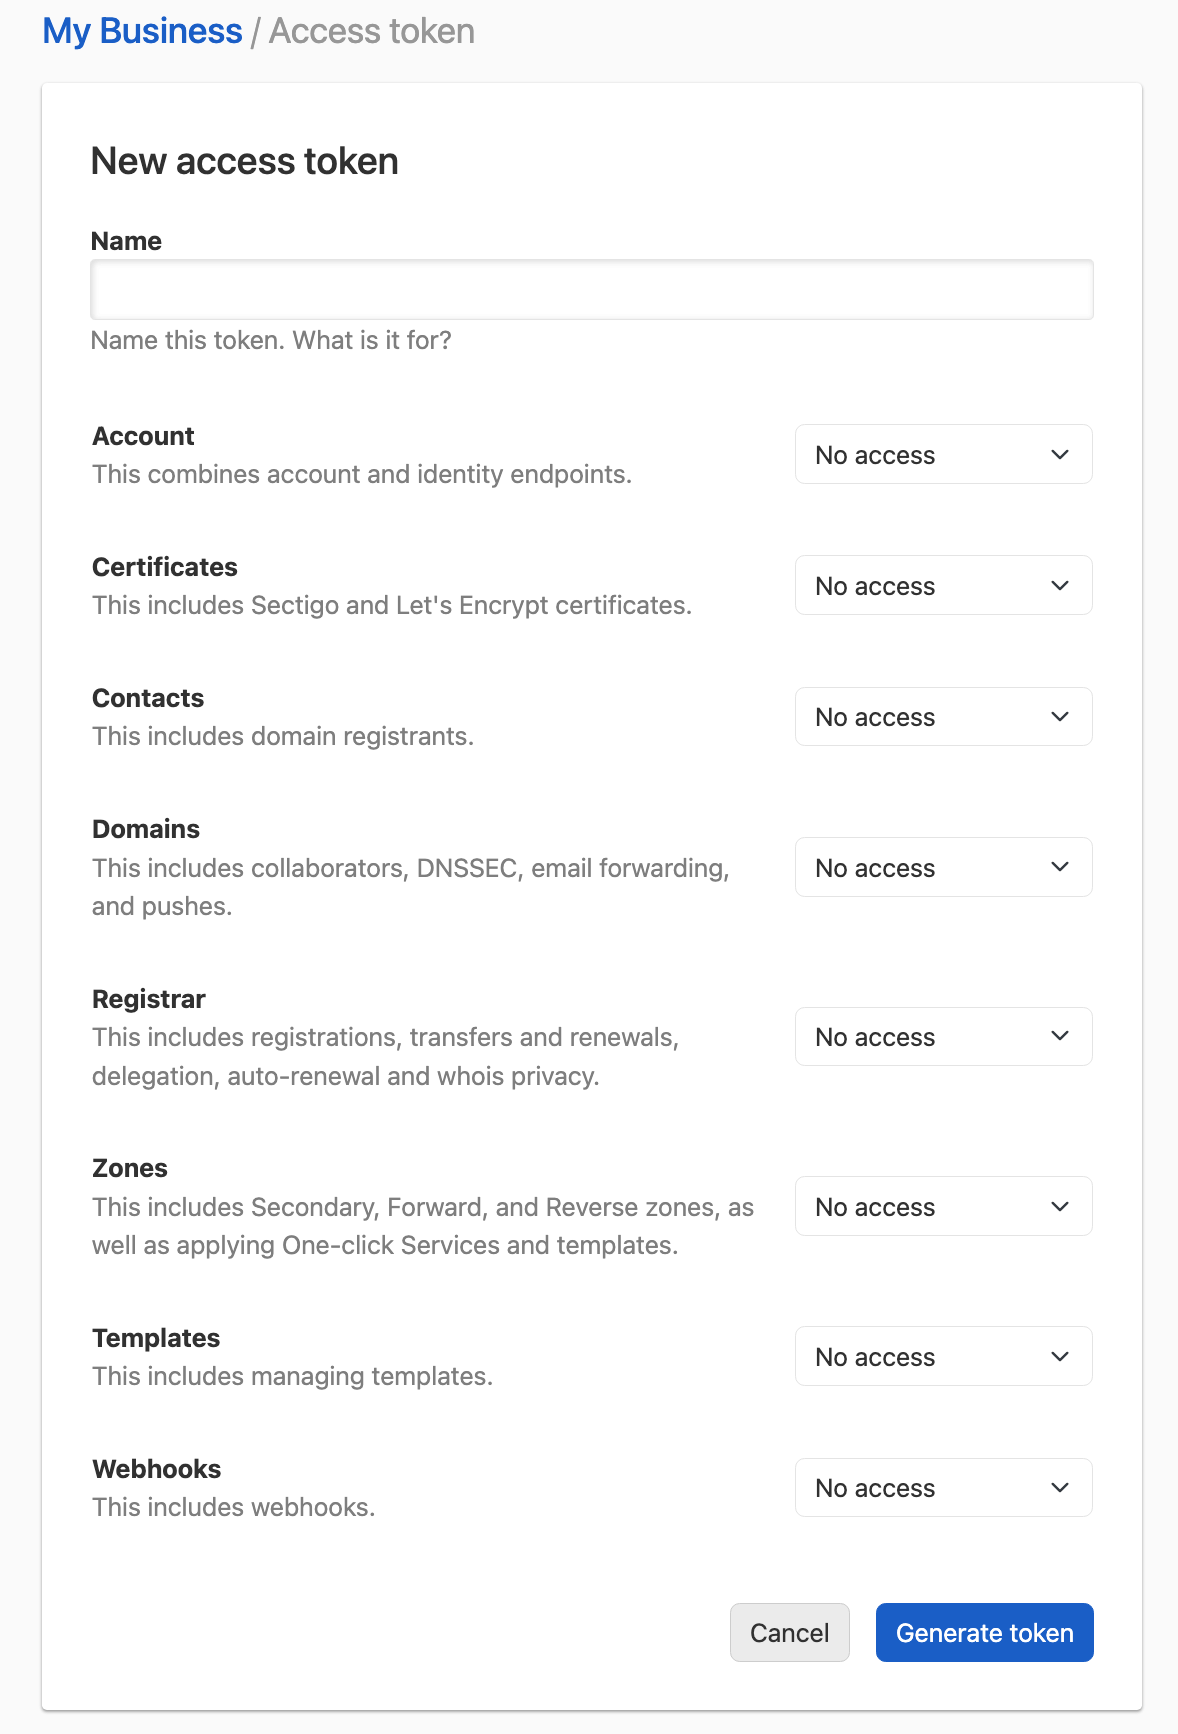 My Business / Access token
New access token
Name
Name this token. What is it for?
Account
This combines account and identity endpoints.
No access
Certificates
This includes Sectigo and Let's Encrypt certificates.
No access
Contacts
This includes domain registrants.
No access
Domains
This includes collaborators, DNSSEC, email forwarding,
and pushes.
No access
Registrar
This includes registrations, transfers and renewals,
delegation, auto-renewal and whois privacy.
No access
Zones
This includes Secondary, Forward, and Reverse zones, as
well as applying One-click Services and templates.
No access
Templates
This includes managing templates.
No access
Webhooks
This includes webhooks.
No access
Cancel
Generate token